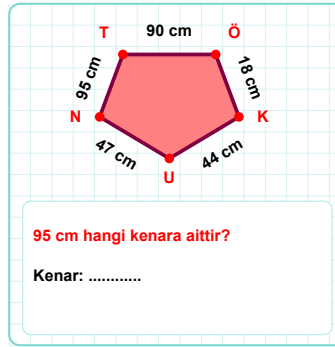 90 cm
T
Ö
95 cm
18 cm
N
K
47 cm
44 cm
U
95 cm hangi kenara aittir?
Kenar: ............